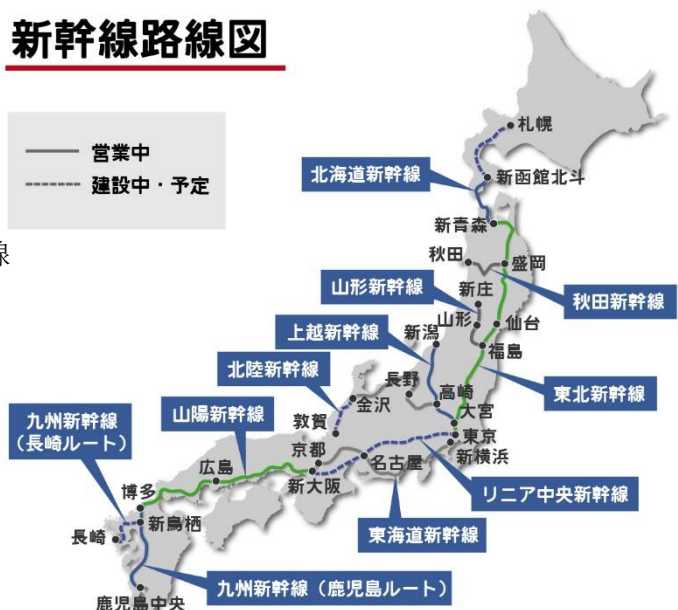 新幹線路線図
営業中
建設中・予定
線
札幌
新函館北斗
北海道新幹線
新青森
秋田
盛岡
秋田新幹線
新庄
山形新幹線
山形
仙台
上越新幹線
新潟
福島
北陸新幹線
長野
高崎
東北新幹線
金沢
大宮
九州新幹線
(長崎ルート)
山陽新幹線
敦賀
東京
京都
新横浜
名古屋
広島
新大阪
リニア中央新幹線
博多
新鳥栖
東海道新幹線
長崎
九州新幹線(鹿児島ルート)
鹿児島中央